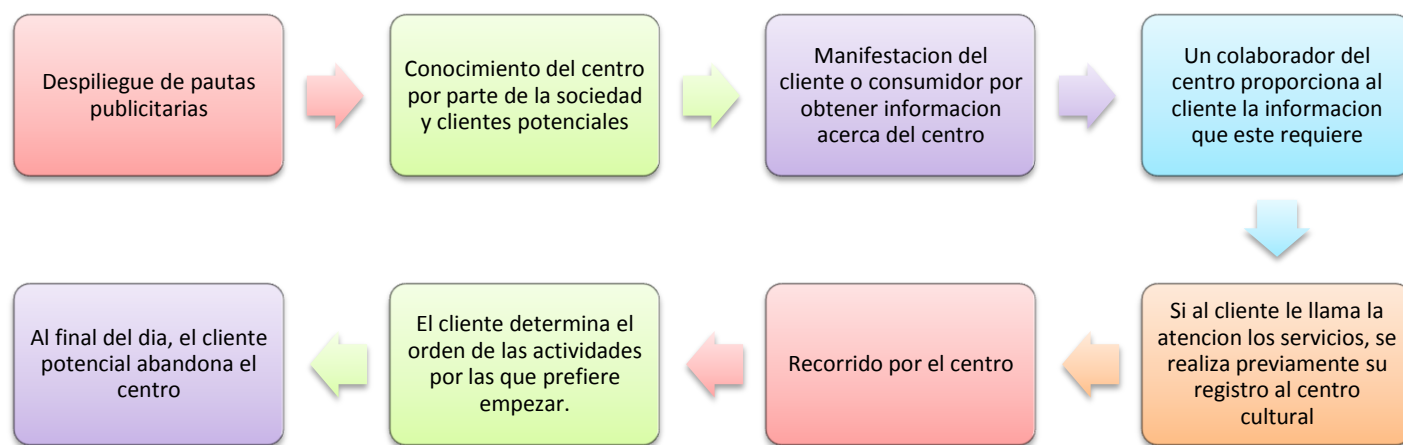 Despiliegue de pautas
publicitarias
Conocimiento del centro
por parte de la sociedad
y clientes potenciales
Manifestacion del
cliente o consumidor por
obtener informacion
acerca del centro
Un colaborador del
centro proporciona al
cliente la informacion
que este requiere
Si al cliente le llama la
atencion los servicios, se
realiza previamente su
registro al centro
cultural
Recorrido por el centro
El cliente determina el
orden de las actividades
por las que prefiere
empezar.
Al final del dia, el cliente
potencial abandona el
centro